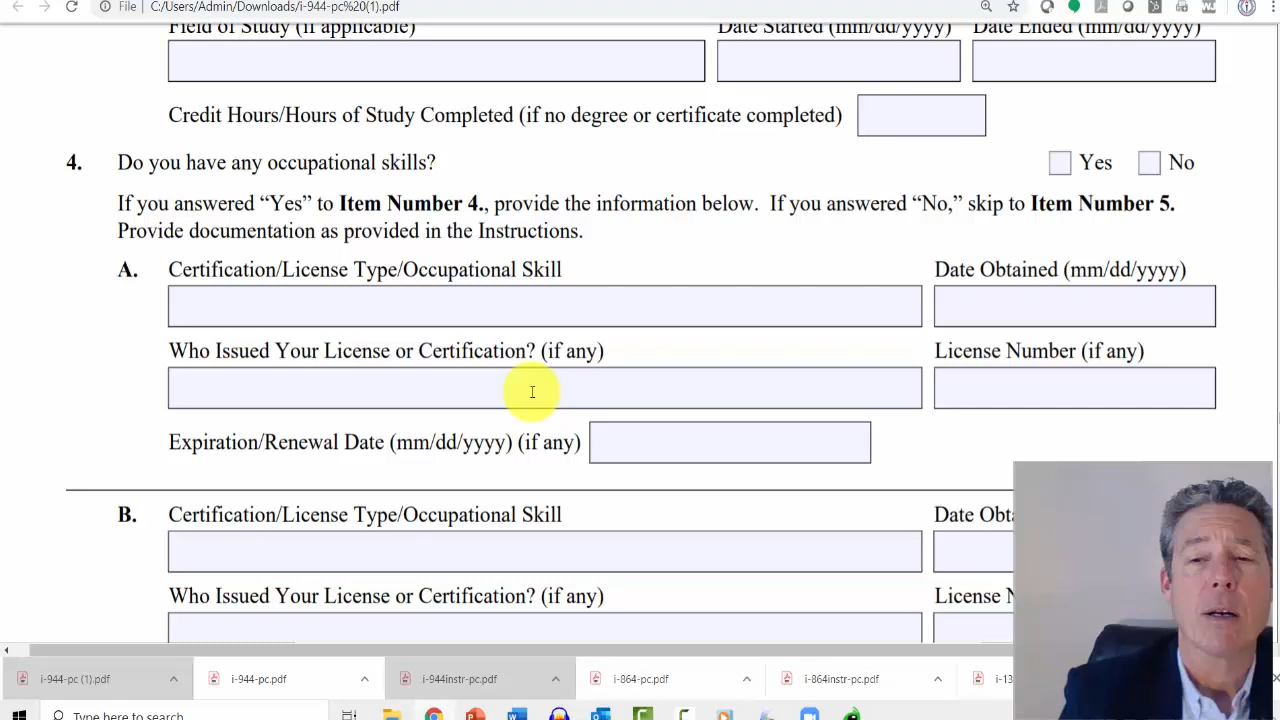 File | C:/Users/Admin/Downloads/i-944-pc%20(1).pdf
Field of Study (if applicable)
Date Started (mm/dd/yyyy)
Date Ended (mm/dd/yyyy)
Credit Hours/Hours of Study Completed (if no degree or certificate completed)
4. Do you have any occupational skills? Yes No
If you answered “Yes” to Item Number 4., provide the information below. If you answered “No,” skip to Item Number 5.
Provide documentation as provided in the Instructions.
A. Certification/License Type/Occupational Skill
Date Obtained (mm/dd/yyyy)
Who Issued Your License or Certification? (if any)
License Number (if any)
Expiration/Renewal Date (mm/dd/yyyy) (if any)
B. Certification/License Type/Occupational Skill
Date Obt
Who Issued Your License or Certification? (if any)
License N
i-944-pc (1).pdf
i-944-pc.pdf
i-944instr-pc.pdf
i-864-pc.pdf
i-864instr-pc.pdf
i-13
Type here to search